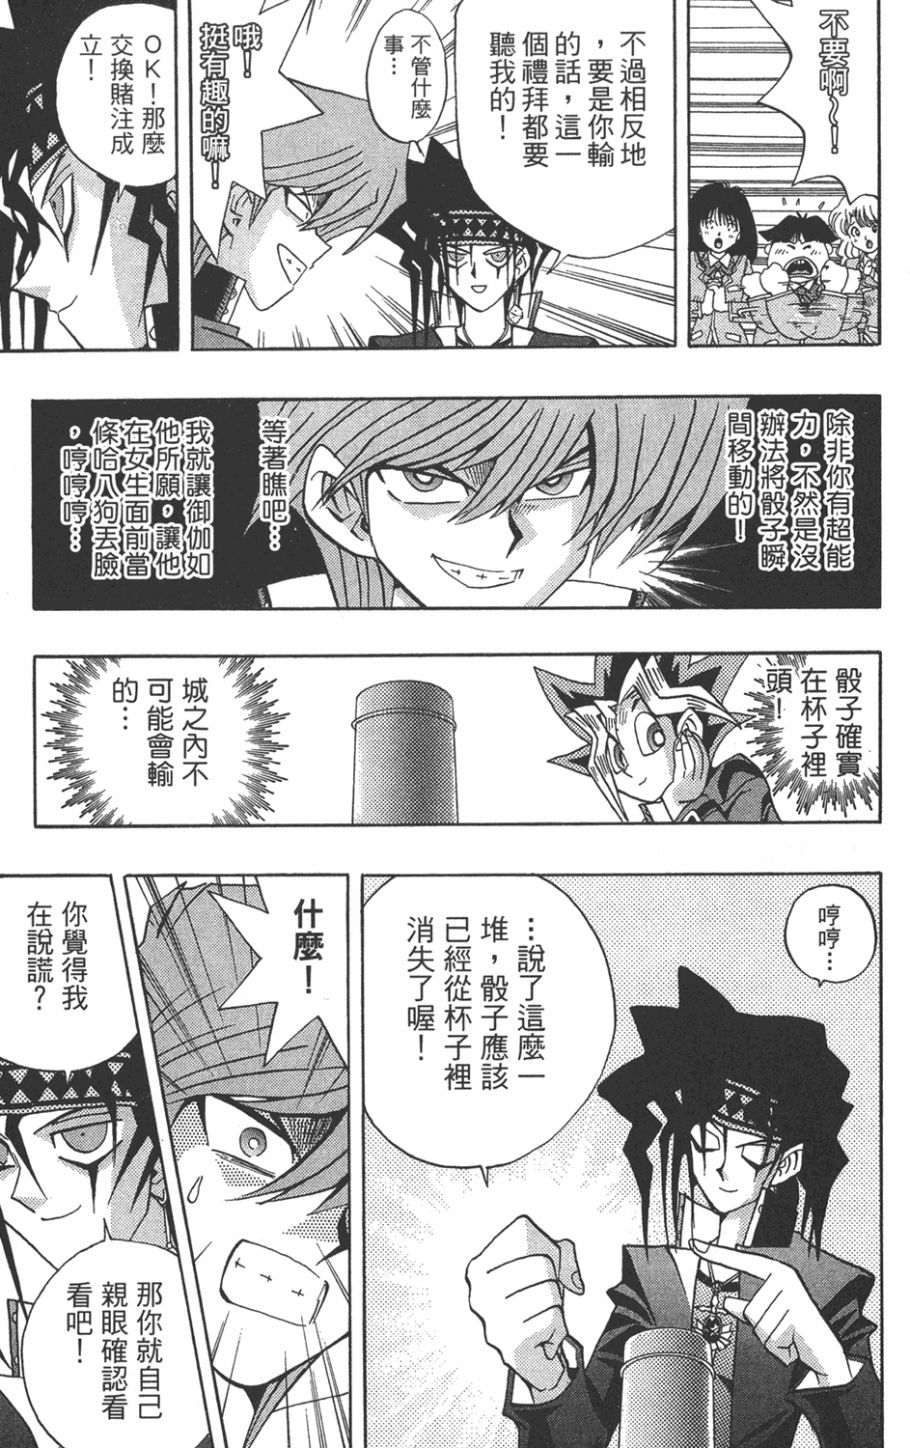 不要啊～！
不過相反地
，要是你輸
的話，這一
個禮拜都要
聽我的！
不管什麼
事…
哦！
挺有趣的嘛！
ＯＫ！那麼
交換賭注成
立！
除非你有超能
力，不然是沒
辦法將骰子瞬
間移動的！
等著瞧吧…
我就讓御伽如
他所願，讓他
在女生面前當
條哈八狗丟臉
，哼哼哼…
骰子確實
在杯子裡
頭！
城之內不
可能會輸
的…
哼哼…
…說了這麼一
堆，骰子應該
已經從杯子裡
消失了喔！
什麼！
你覺得我
在說謊？
那你就自己
親眼確認看
看吧！